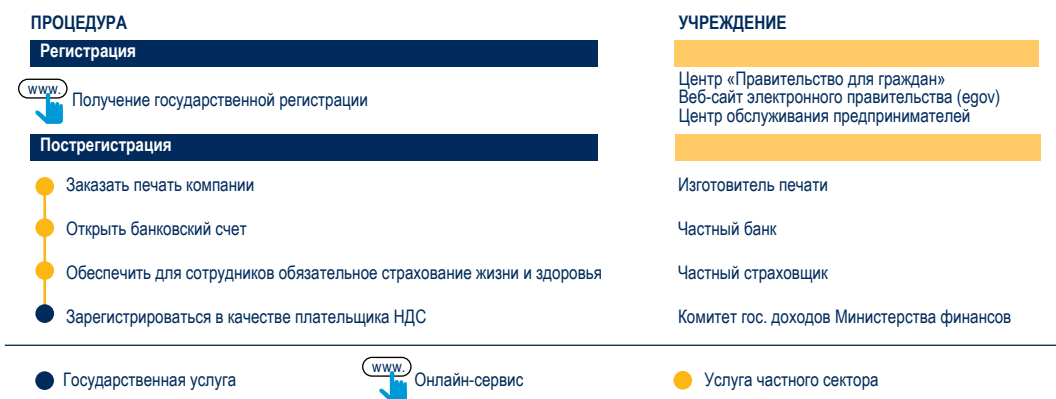 ПРОЦЕДУРА
УЧРЕЖДЕНИЕ
Регистрация
www.
Получение государственной регистрации
Центр «Правительство для граждан»
Веб-сайт электронного правительства (egov)
Центр обслуживания предпринимателей
Пострегистрация
Заказать печать компании
Изготовитель печати
Открыть банковский счет
Частный банк
Обеспечить для сотрудников обязательное страхование жизни и здоровья
Частный страховщик
Зарегистрироваться в качестве плательщика НДС
Комитет гос. доходов Министерства финансов
Государственная услуга
www.
Онлайн-сервис
Услуга частного сектора